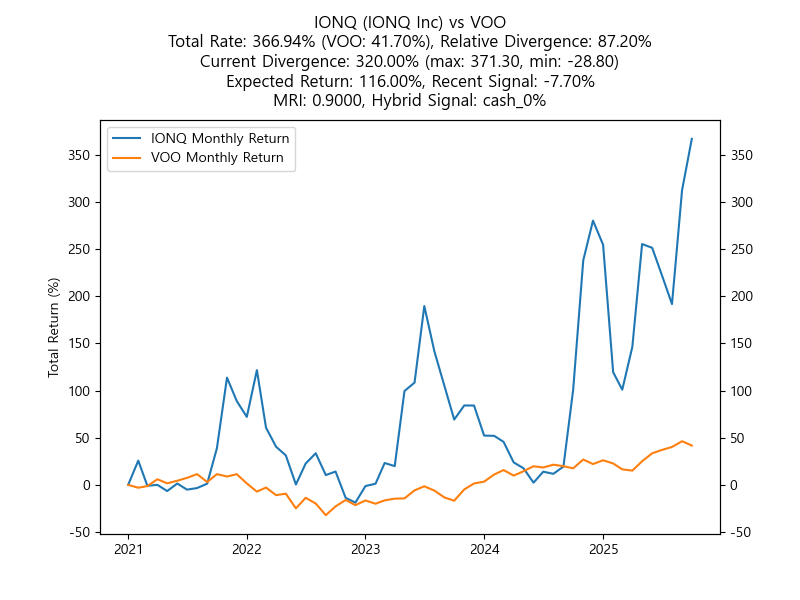 IONQ (IONQ Inc) vs VOO
Total Rate: 366.94% (VOO: 41.70%), Relative Divergence: 87.20%
Current Divergence: 320.00% (max: 371.30, min: -28.80)
Expected Return: 116.00%, Recent Signal: -7.70%
MRI: 0.9000, Hybrid Signal: cash_0%
IONQ Monthly Return
VOO Monthly Return
Total Return (%)
350
300
250
200
150
100
50
0
-50
350
300
250
200
150
100
50
0
-50
2021 2022 2023 2024 2025